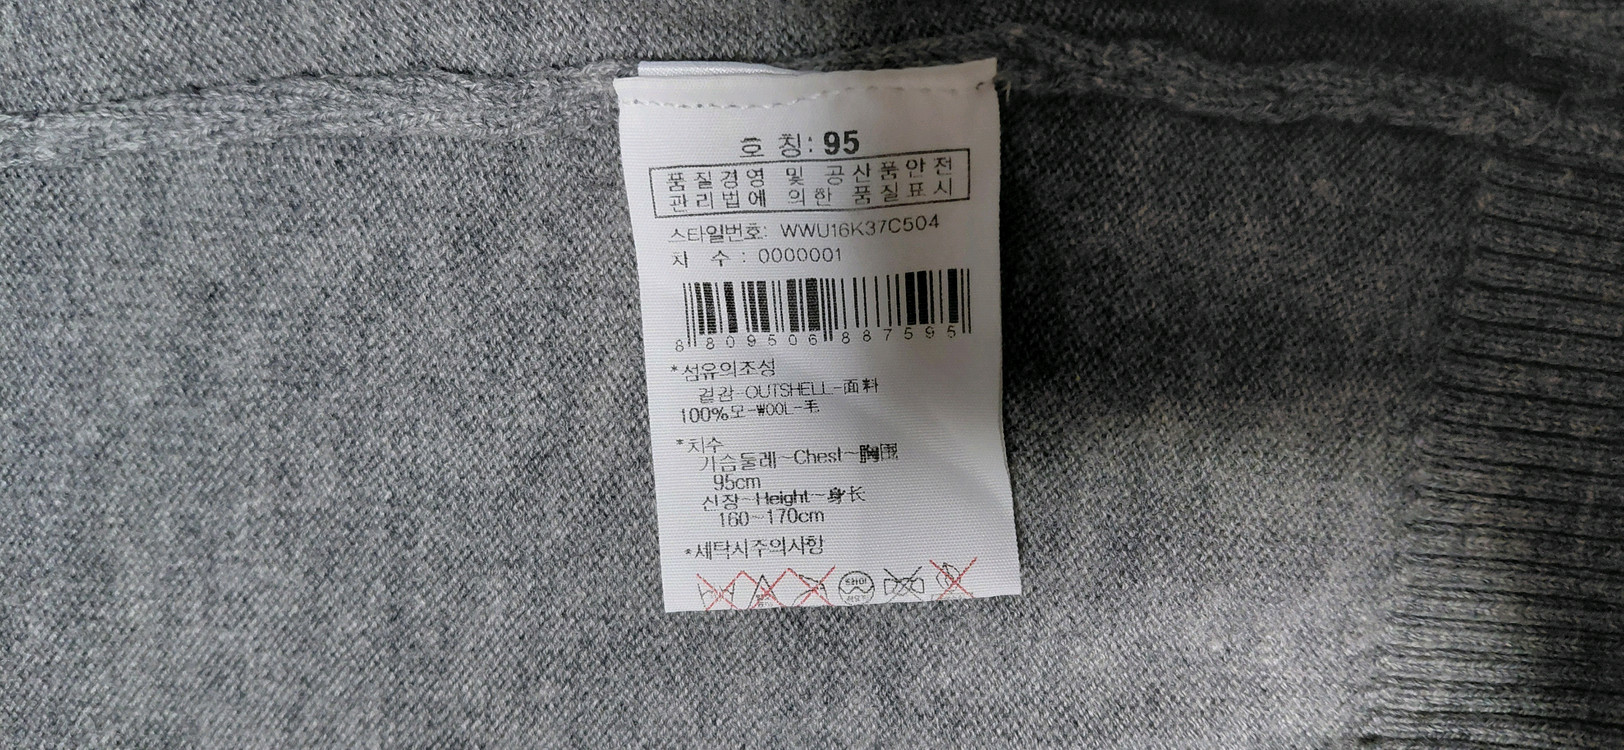 호 칭: 95
품질경영 및 공산품안전
관리법에 의한 품질표시
스타일번호: WWU16K37C504
차 수 : 0000001
8 809506 887595
*섬유의조성
겉감-OUTSHELL-面料
100%모-WOOL-毛
*치수
가슴둘레~Chest~胸围
95cm
신장~Height~身长
160~170cm
*세탁시주의사항
드라이